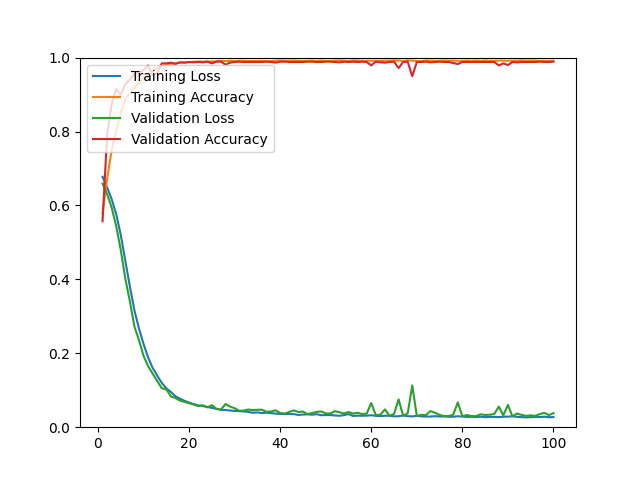 1.0
0.8
0.6
0.4
0.2
0.0
0 20 40 60 80 100
Training Loss
Training Accuracy
Validation Loss
Validation Accuracy